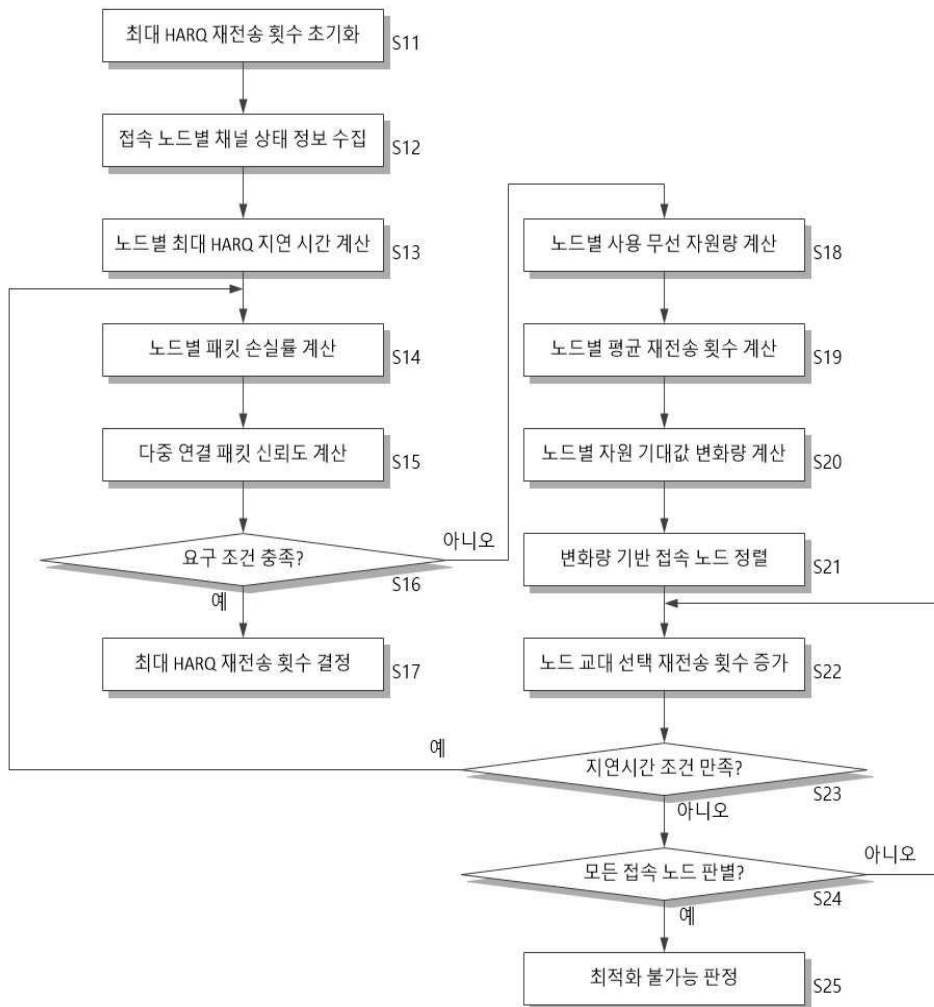 최대 HARQ 재전송 횟수 초기화
S11
접속 노드별 채널 상태 정보 수집
S12
노드별 최대 HARQ 지연 시간 계산
S13
노드별 패킷 손실률 계산
S14
다중 연결 패킷 신뢰도 계산
S15
요구 조건 충족?
S16
아니오
예
최대 HARQ 재전송 횟수 결정
S17
노드별 사용 무선 자원량 계산
S18
노드별 평균 재전송 횟수 계산
S19
노드별 자원 기대값 변화량 계산
S20
변화량 기반 접속 노드 정렬
S21
노드 교대 선택 재전송 횟수 증가
S22
예
지연시간 조건 만족?
S23
아니오
모든 접속 노드 판별?
S24
아니오
예
최적화 불가능 판정
S25